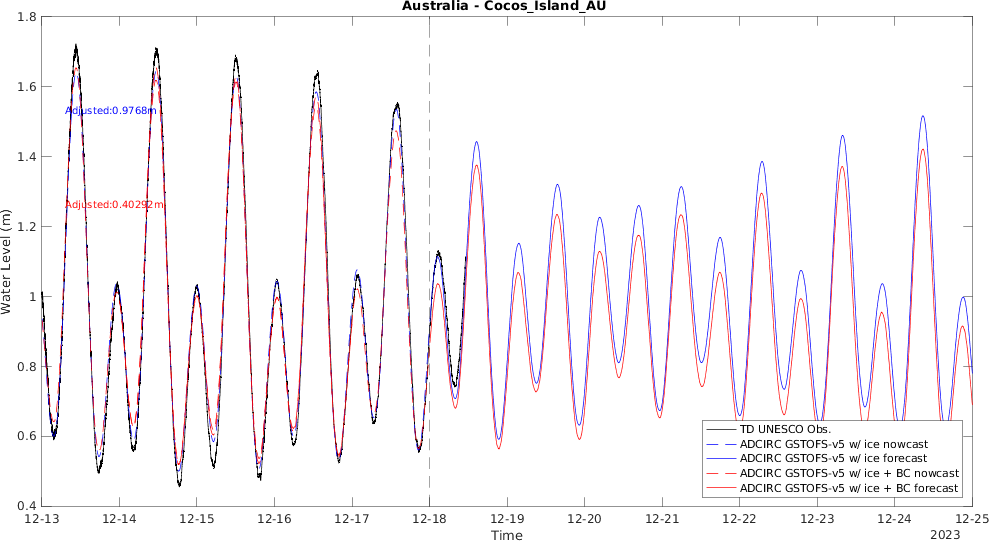 Australia - Cocos_Island_AU
1.8
1.6
1.4
1.2
1
0.8
0.6
0.4
Water Level (m)
Adjusted:0.9768m
Adjusted:0.40292m
TD UNESCO Obs.
ADCIRC GSTOFS-v5 w/ ice nowcast
ADCIRC GSTOFS-v5 w/ ice forecast
ADCIRC GSTOFS-v5 w/ ice + BC nowcast
ADCIRC GSTOFS-v5 w/ ice + BC forecast
12-13 12-14 12-15 12-16 12-17 12-18 12-19 12-20 12-21 12-22 12-23 12-24 12-25
Time
2023